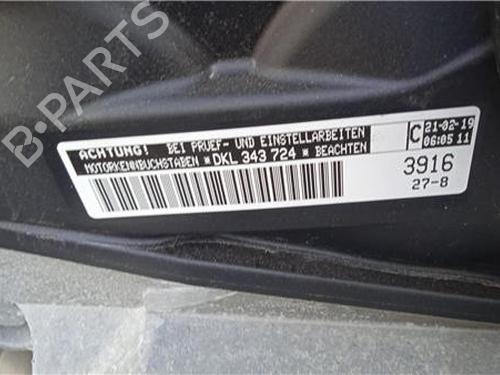 ACHTUNG! BEI PRUEF- UND EINSTELLARBEITEN
MOTORKENNBUCHSTABEN *DKL 343 724* BEACHTEN
C 21-02-19
06:05 11
3916
27-8